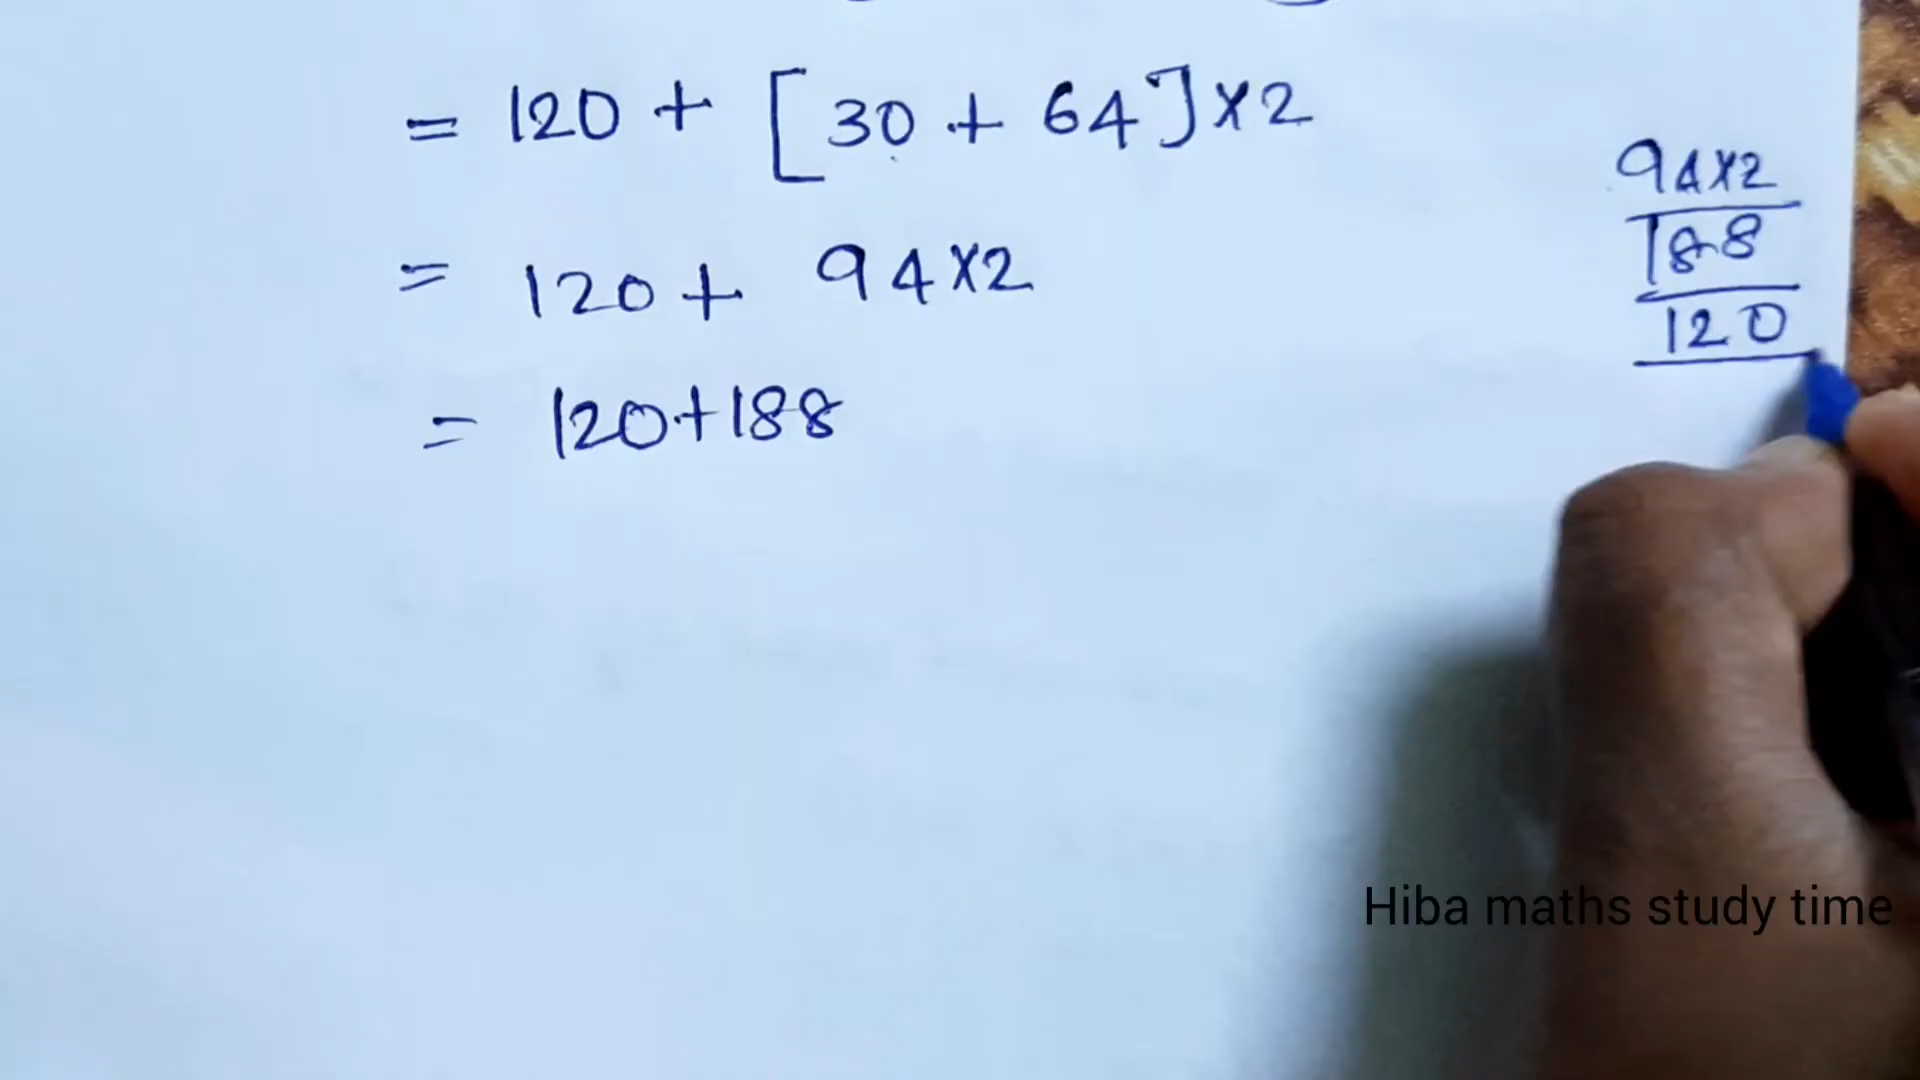 = 120 + [30 + 64] x2
= 120 + 94x2
= 120+188
94x2
188
120
Hiba maths study time